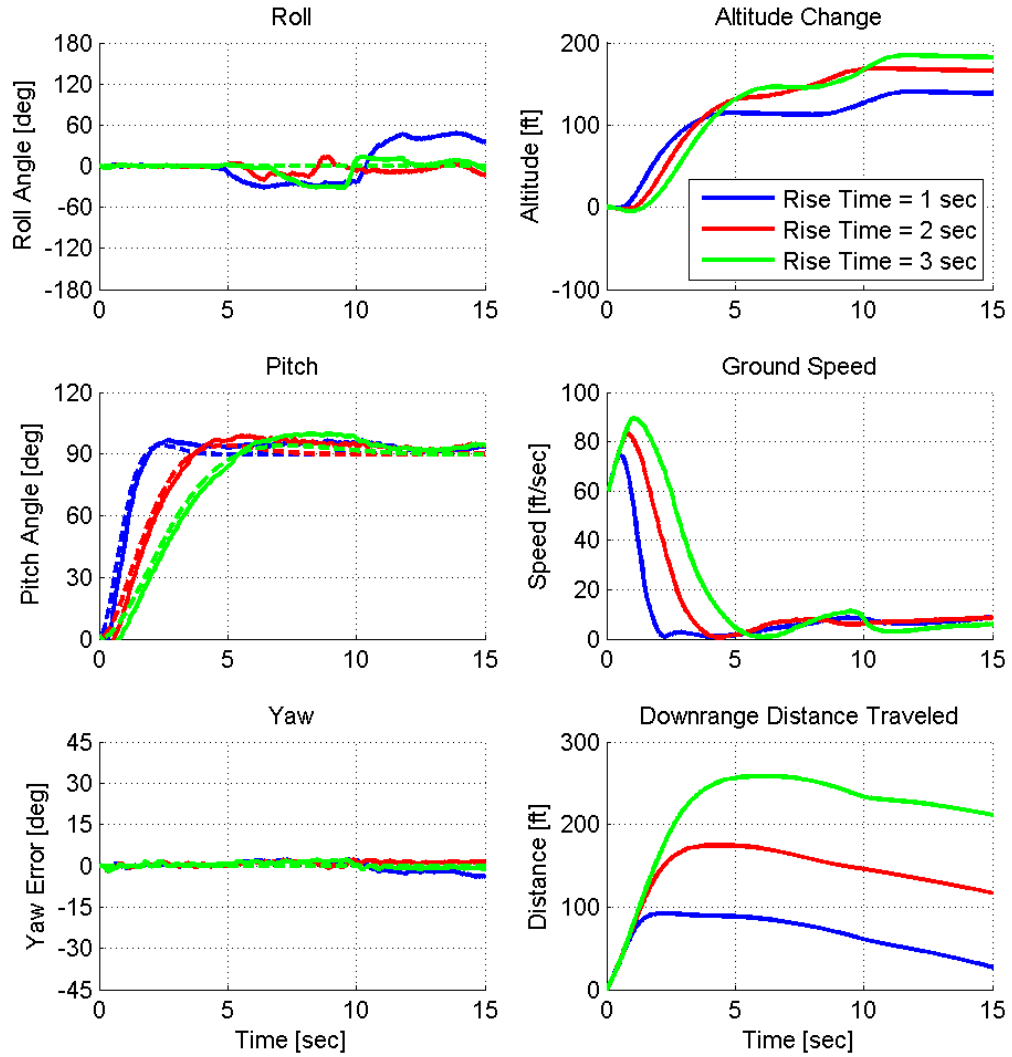 Roll
180
120
60
0
-60
-120
-180
Roll Angle [deg]
0 5 10 15
Altitude Change
200
100
0
-100
Altitude [ft]
Rise Time = 1 sec
Rise Time = 2 sec
Rise Time = 3 sec
0 5 10 15
Pitch
120
90
60
30
0
Pitch Angle [deg]
0 5 10 15
Ground Speed
100
80
60
40
20
0
Speed [ft/sec]
0 5 10 15
Yaw
45
30
15
0
-15
-30
-45
Yaw Error [deg]
0 5 10 15
Time [sec]
Downrange Distance Traveled
300
200
100
0
Distance [ft]
0 5 10 15
Time [sec]